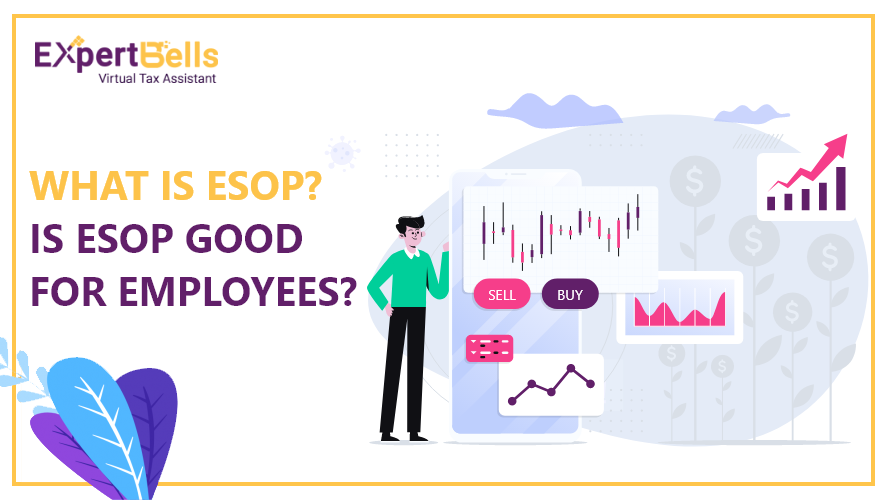 ExpertBells
Virtual Tax Assistant
WHAT IS ESOP?
IS ESOP GOOD
FOR EMPLOYEES?
SELL BUY
$ $ $ $ $ $